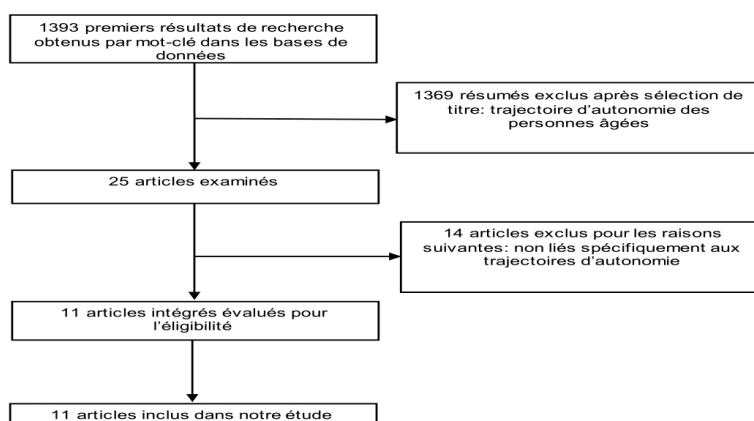 1393 premiers résultats de recherche
obtenus par mot-clé dans les bases de
données
1369 résumés exclus après sélection de
titre: trajectoire d'autonomie des
personnes âgées
25 articles examinés
14 articles exclus pour les raisons
suivantes: non liés spécifiquement aux
trajectoires d'autonomie
11 articles intégrés évalués pour
l'éligibilité
11 articles inclus dans notre étude